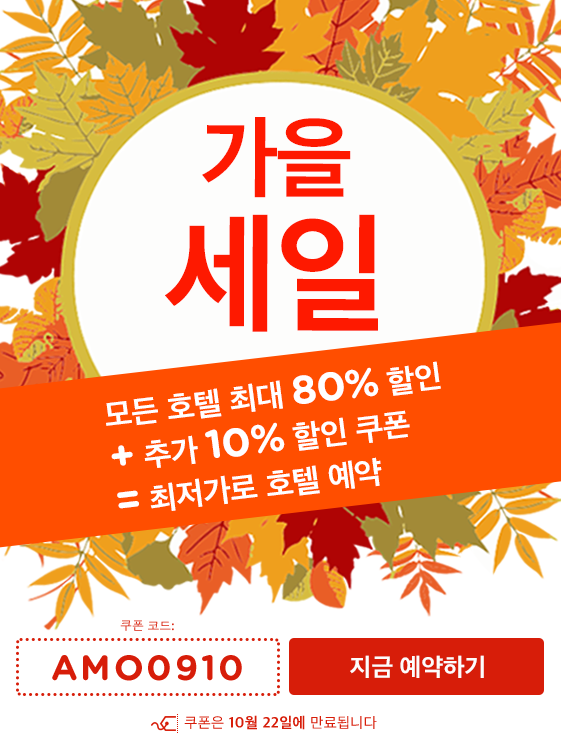 가을
세일
모든 호텔 최대 80% 할인
+ 추가 10% 할인 쿠폰
= 최저가로 호텔 예약
쿠폰 코드:
AMO0910
지금 예약하기
쿠폰은 10월 22일에 만료됩니다